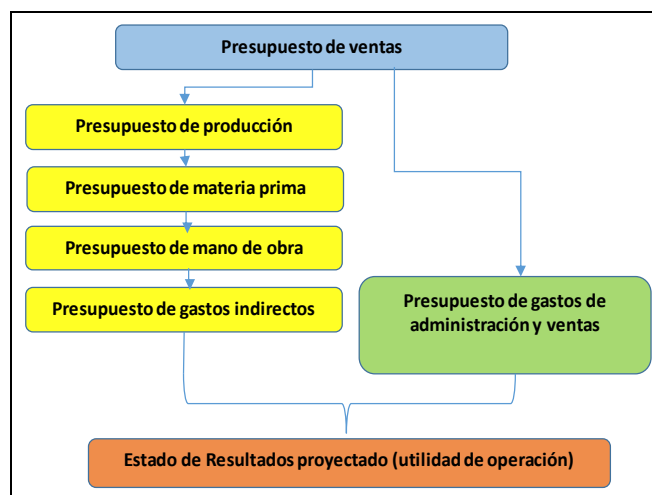 Presupuesto de ventas
Presupuesto de producción
Presupuesto de materia prima
Presupuesto de mano de obra
Presupuesto de gastos indirectos
Presupuesto de gastos de
administración y ventas
Estado de Resultados proyectado (utilidad de operación)